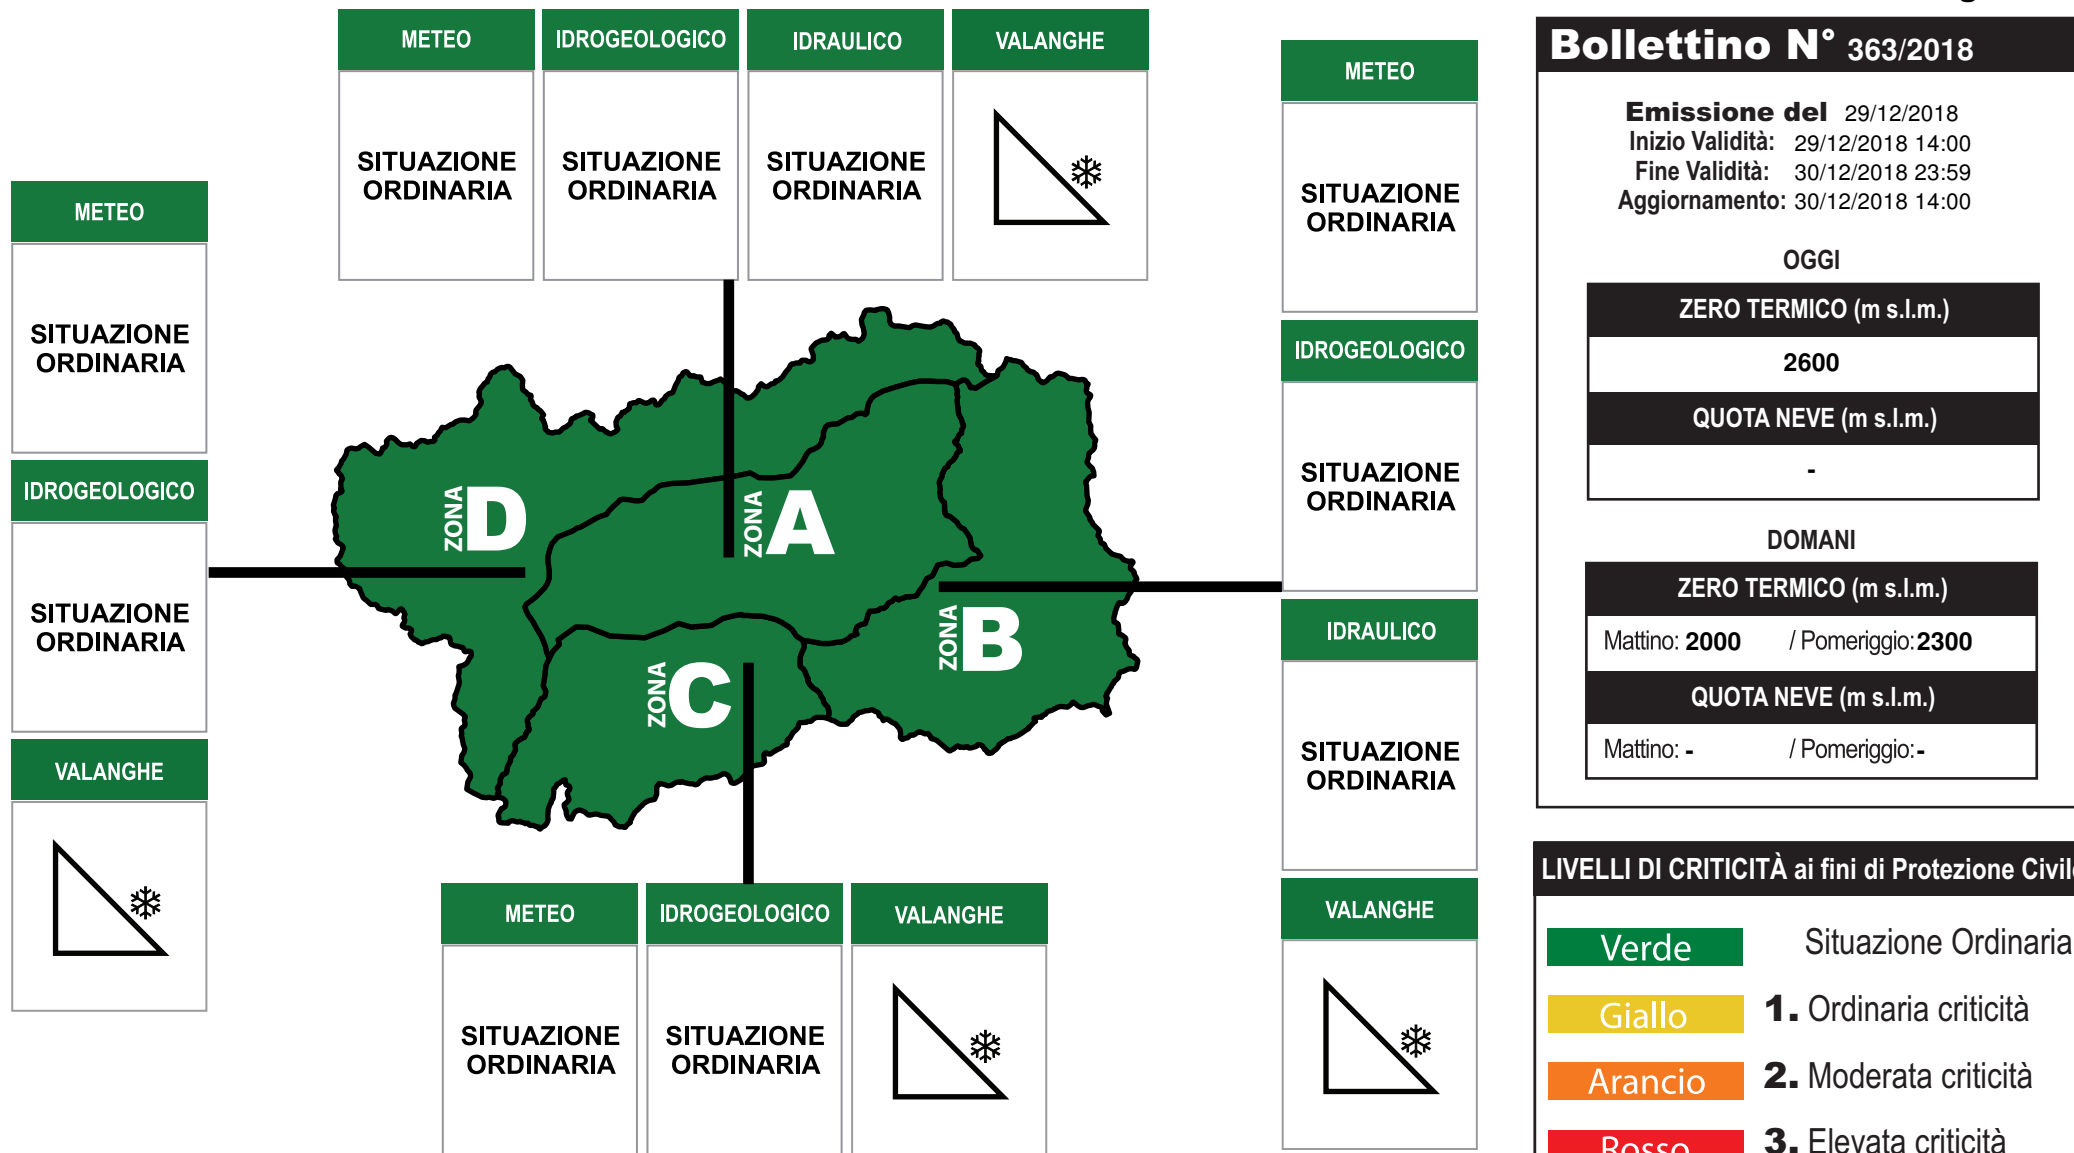 METEO
IDROGEOLOGICO
IDRAULICO
VALANGHE
SITUAZIONE
ORDINARIA
SITUAZIONE
ORDINARIA
SITUAZIONE
ORDINARIA
METEO
SITUAZIONE
ORDINARIA
IDROGEOLOGICO
SITUAZIONE
ORDINARIA
VALANGHE
ZONA D
ZONA A
ZONA B
ZONA C
METEO
SITUAZIONE
ORDINARIA
IDROGEOLOGICO
SITUAZIONE
ORDINARIA
IDRAULICO
SITUAZIONE
ORDINARIA
VALANGHE
METEO
IDROGEOLOGICO
VALANGHE
SITUAZIONE
ORDINARIA
SITUAZIONE
ORDINARIA
Bollettino N° 363/2018
Emissione del 29/12/2018
Inizio Validità: 29/12/2018 14:00
Fine Validità: 30/12/2018 23:59
Aggiornamento: 30/12/2018 14:00
OGGI
ZERO TERMICO (m s.l.m.)
2600
QUOTA NEVE (m s.l.m.)
-
DOMANI
ZERO TERMICO (m s.l.m.)
Mattino: 2000 / Pomeriggio: 2300
QUOTA NEVE (m s.l.m.)
Mattino: - / Pomeriggio: -
LIVELLI DI CRITICITÀ ai fini di Protezione Civile
Verde Situazione Ordinaria
Giallo 1. Ordinaria criticità
Arancio 2. Moderata criticità
Rosso 3. Elevata criticità